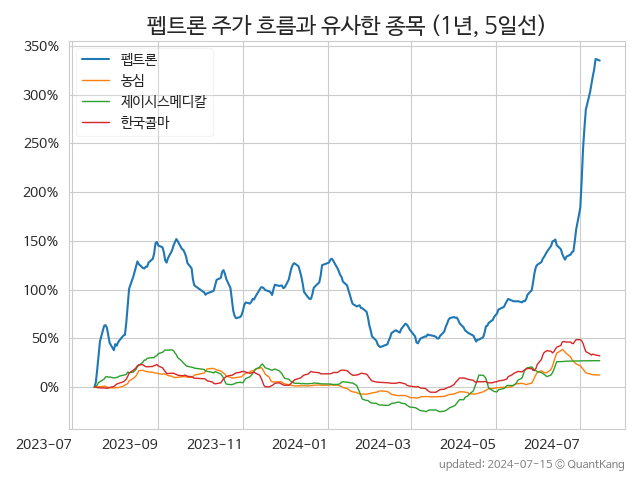 펩트론 주가 흐름과 유사한 종목 (1년, 5일선)
350%
300%
250%
200%
150%
100%
50%
0%
펩트론
농심
제이시스메디칼
한국콜마
2023-07
2023-09
2023-11
2024-01
2024-03
2024-05
2024-07
updated: 2024-07-15 © QuantKang